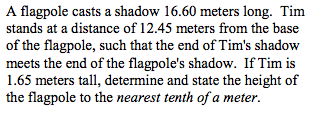 A flagpole casts a shadow 16.60 meters long.  Tim
stands at a distance of 12.45 meters from the base
of the flagpole, such that the end of Tim's shadow
meets the end of the flagpole's shadow.  If Tim is
1.65 meters tall, determine and state the height of
the flagpole to the nearest tenth of a meter.